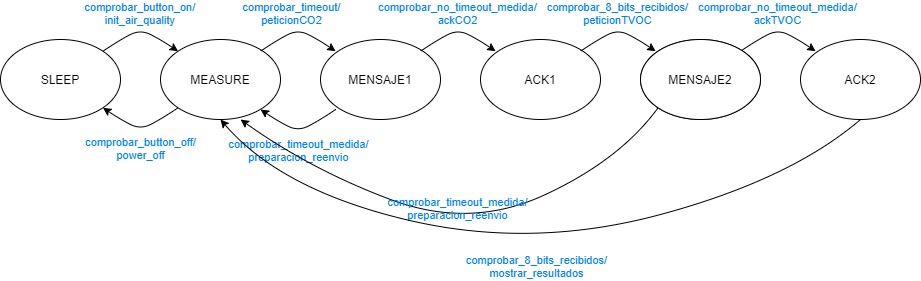 comprobar_button_on/
init_air_quality
comprobar_timeout/
peticionCO2
comprobar_no_timeout_medida/
ackCO2
comprobar_8_bits_recibidos/
peticionTVOC
comprobar_no_timeout_medida/
ackTVOC
SLEEP
MEASURE
MENSAJE1
ACK1
MENSAJE2
ACK2
comprobar_button_off/
power_off
comprobar_timeout_medida/
preparacion_reenvio
comprobar_timeout_medida/
preparacion_reenvio
comprobar_8_bits_recibidos/
mostrar_resultados